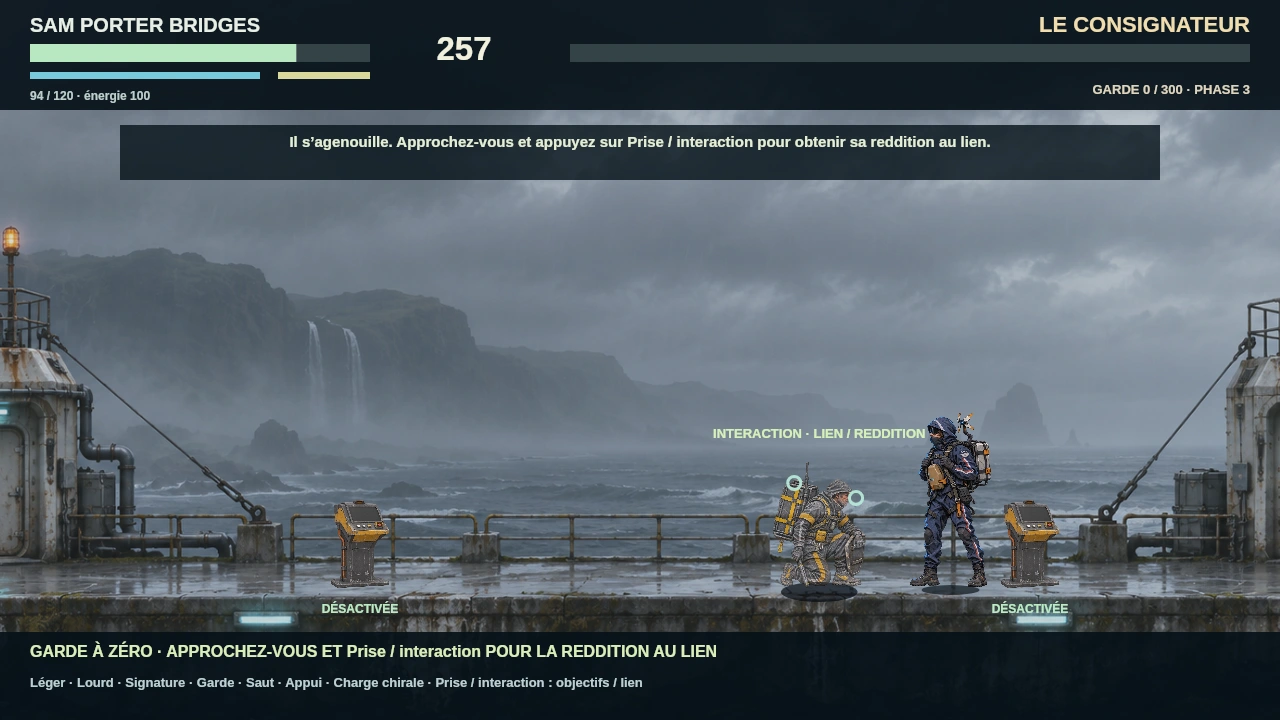 SAM PORTER BRIDGES
257
LE CONSIGNATEUR
94 / 120 · énergie 100
GARDE 0 / 300 · PHASE 3
Il s’agenouille. Approchez-vous et appuyez sur Prise / interaction pour obtenir sa reddition au lien.
INTERACTION · LIEN / REDDITION
DÉSACTIVÉE
DÉSACTIVÉE
GARDE À ZÉRO · APPROCHEZ-VOUS ET Prise / interaction POUR LA REDDITION AU LIEN
Léger · Lourd · Signature · Garde · Saut · Appui · Charge chirale · Prise / interaction : objectifs / lien